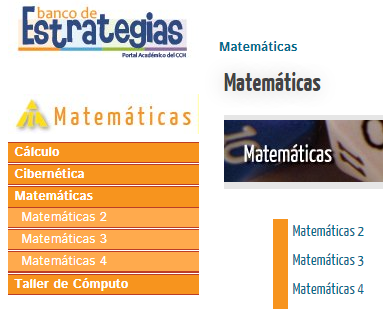 banco de
Estrategias
Portal Académico del CCH
Matemáticas
Cálculo
Cibernética
Matemáticas
Matemáticas 2
Matemáticas 3
Matemáticas 4
Taller de Cómputo
Matemáticas
Matemáticas
Matemáticas
Matemáticas 2
Matemáticas 3
Matemáticas 4